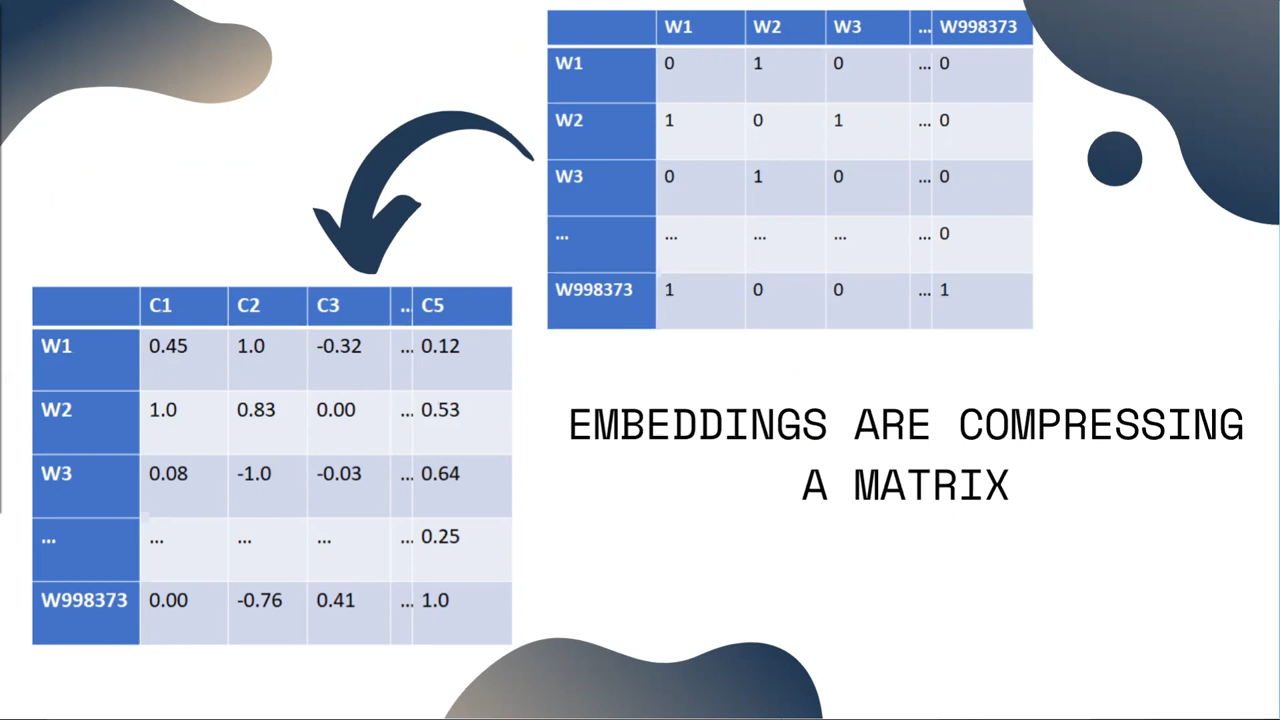 W1 W2 W3 ... W998373
W1 0 1 0 ... 0
W2 1 0 1 ... 0
W3 0 1 0 ... 0
... ... ... ... 0
W998373 1 0 0 ... 1
C1 C2 C3 .. C5
W1 0.45 1.0 -0.32 ... 0.12
W2 1.0 0.83 0.00 ... 0.53
W3 0.08 -1.0 -0.03 ... 0.64
... ... ... ... ... 0.25
W998373 0.00 -0.76 0.41 ... 1.0
EMBEDDINGS ARE COMPRESSING
A MATRIX